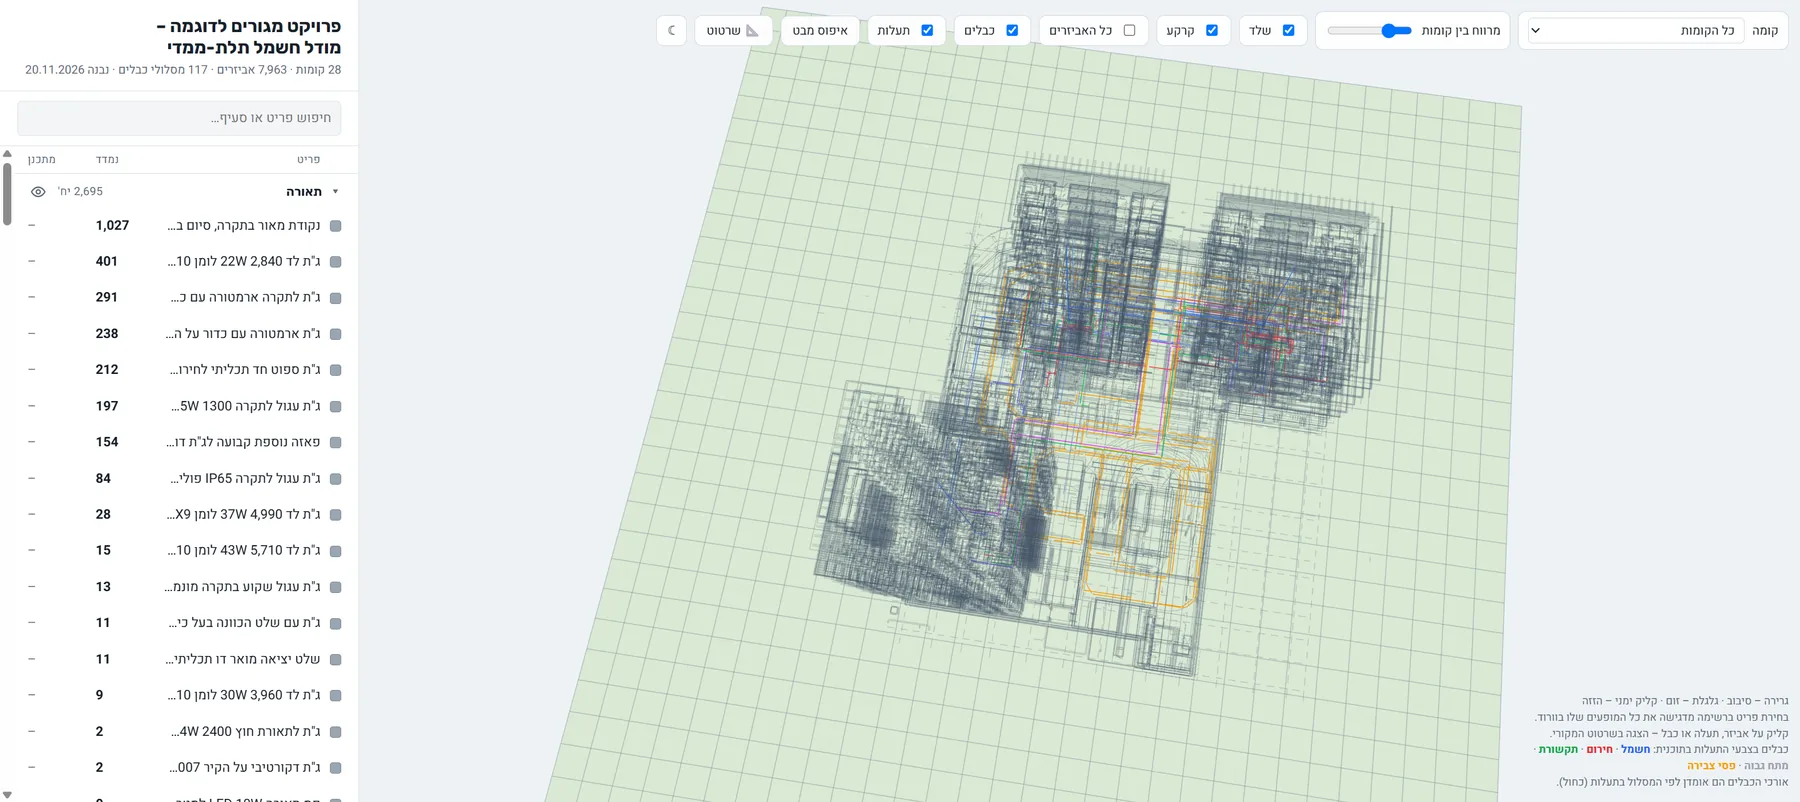 פרויקט מגורים לדוגמה –
מודל חשמל תלת-ממדי
28 קומות · 7,963 אביזרים · 117 מסלולי כבלים · נבנה 20.11.2026
חיפוש פריט או סעיף...
פריט נמדד מתכנן
תאורה 2,695 יח'
נקודת מאור בתקרה, סיום ב... 1,027 –
ג"ת לד 22W 2,840 לומן 10... 401 –
ג"ת לתקרה ארמטורה עם כ... 291 –
ג"ת ארמטורה עם כדור על ה... 238 –
ג"ת ספוט חד תכליתי לחירו... 212 –
ג"ת עגול לתקרה 1300 5W... 197 –
פאזה נוספת קבועה לג"ת דו... 154 –
ג"ת עגול לתקרה IP65 פולי... 84 –
ג"ת לד 37W 4,990 לומן X9... 28 –
ג"ת לד 43W 5,710 לומן 10... 15 –
ג"ת עגול שקוע בתקרה מונמ... 13 –
ג"ת עם שלט הכוונה בעל כי... 11 –
שלט יציאה מואר דו תכליתי... 11 –
ג"ת לד 30W 3,960 לומן 10... 9 –
ג"ת לתאורת חוץ 2400 4W... 2 –
ג"ת דקורטיבי על הקיר 007... 2 –
קומה כל הקומות
מרווח בין קומות
שלד
קרקע
כל האביזרים
כבלים
תעלות
איפוס מבט
שרטוט
גרירה – סיבוב · גלגלת – זום · קליק ימני – הזזה
בחירת פריט ברשימה מדגישה את כל המופעים שלו בוורוד.
קליק על אביזר, תעלה או כבל – הצגה בשרטוט המקורי.
כבלים בצבעי התעלות בתוכנית: חשמל · חירום · תקשורת ·
מתח גבוה · פסי צבירה
אורכי הכבלים הם אומדן לפי המסלול בתעלות (כחול).